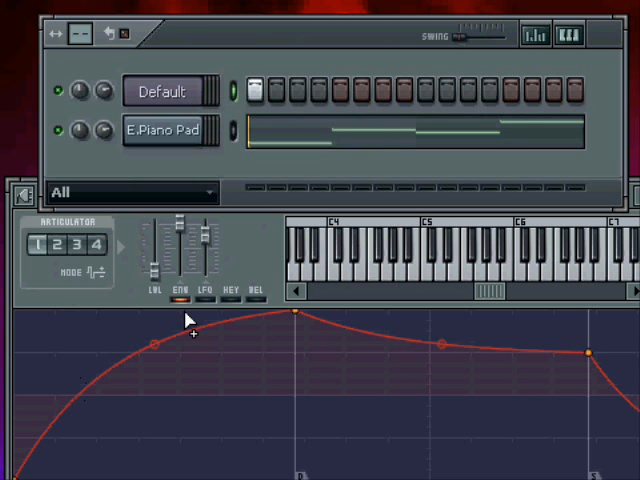 SWING
Default
E.Piano Pad
All
ARTICULATOR
1 2 3 4
MODE
LVL ENV LFO KEY VEL
C4 C5 C6 C7
D S